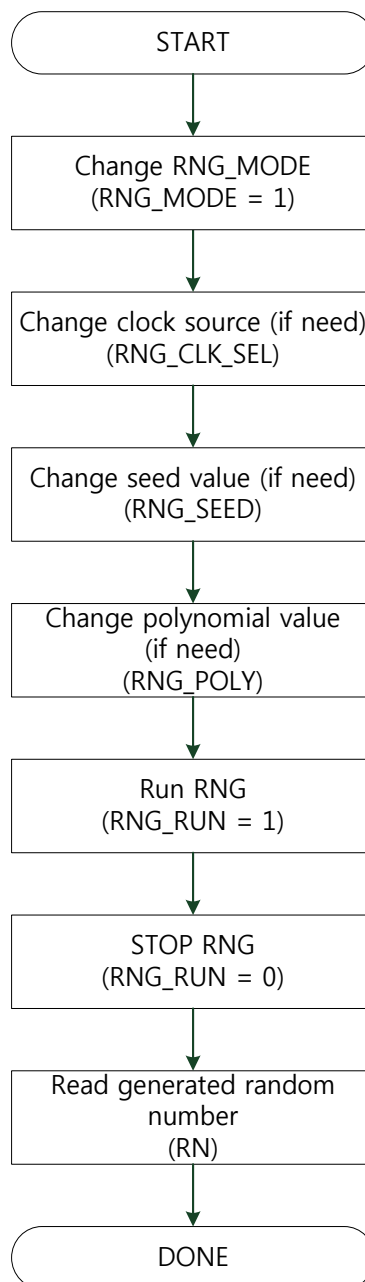 START
Change RNG_MODE
(RNG_MODE = 1)
Change clock source (if need)
(RNG_CLK_SEL)
Change seed value (if need)
(RNG_SEED)
Change polynomial value
(if need)
(RNG_POLY)
Run RNG
(RNG_RUN = 1)
STOP RNG
(RNG_RUN = 0)
Read generated random
number
(RN)
DONE